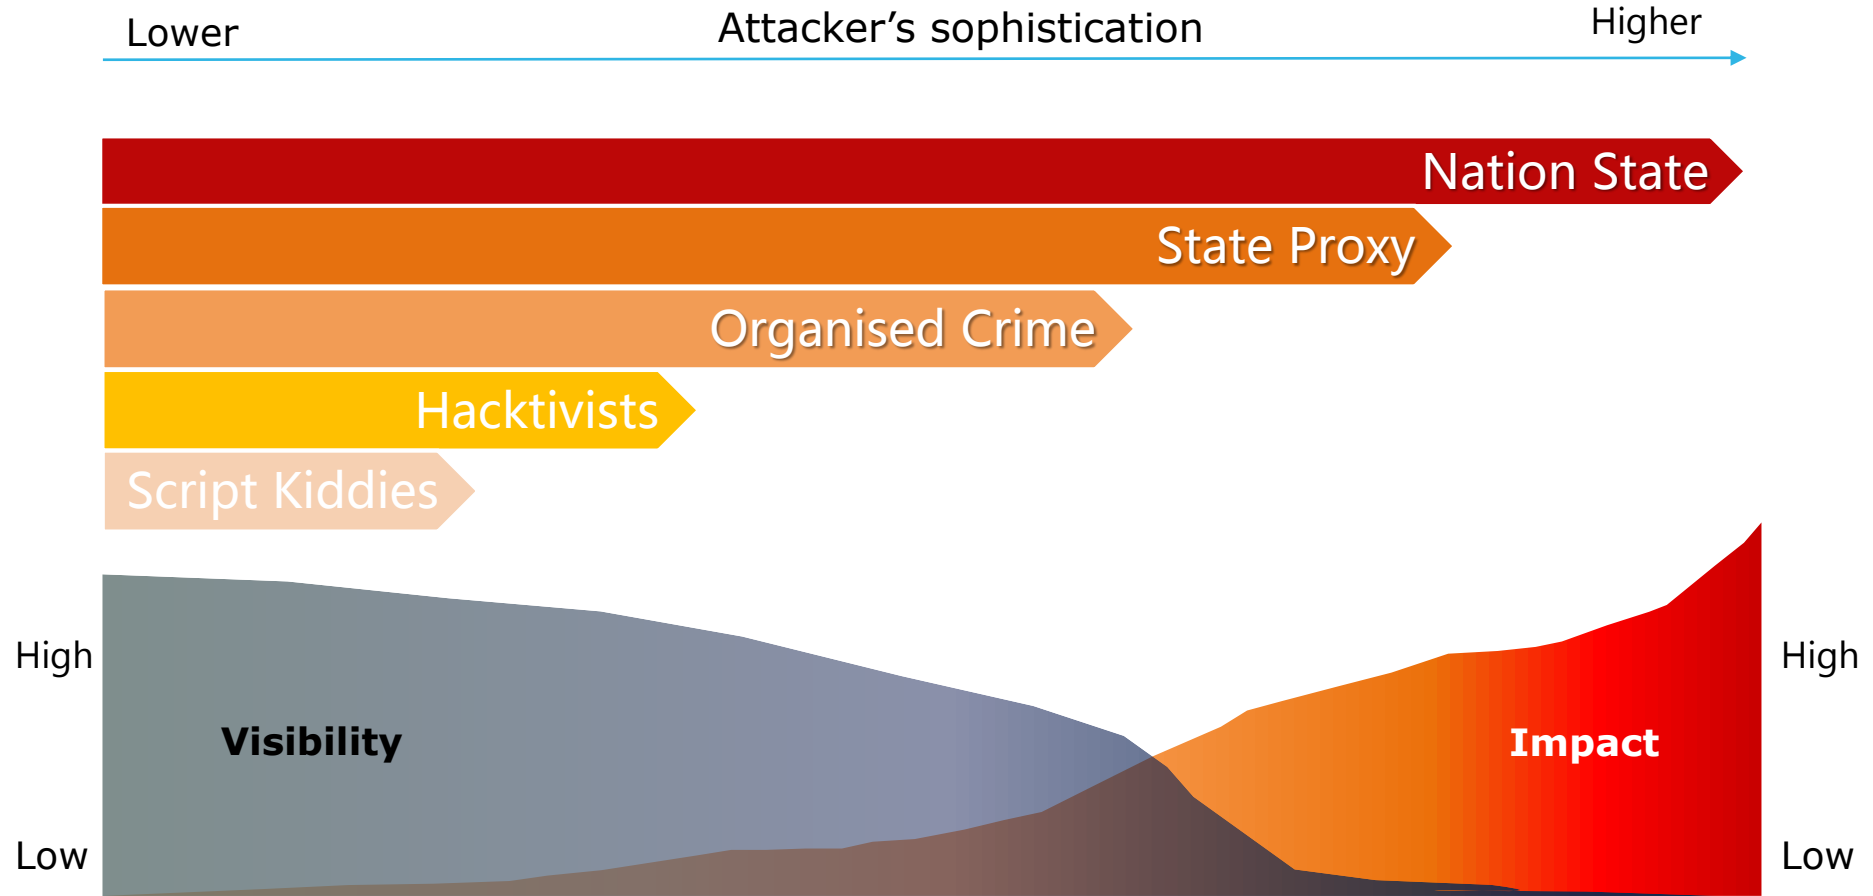 Lower
Attacker’s sophistication
Higher
Nation State
State Proxy
Organised Crime
Hacktivists
Script Kiddies
High
High
Visibility
Impact
Low
Low